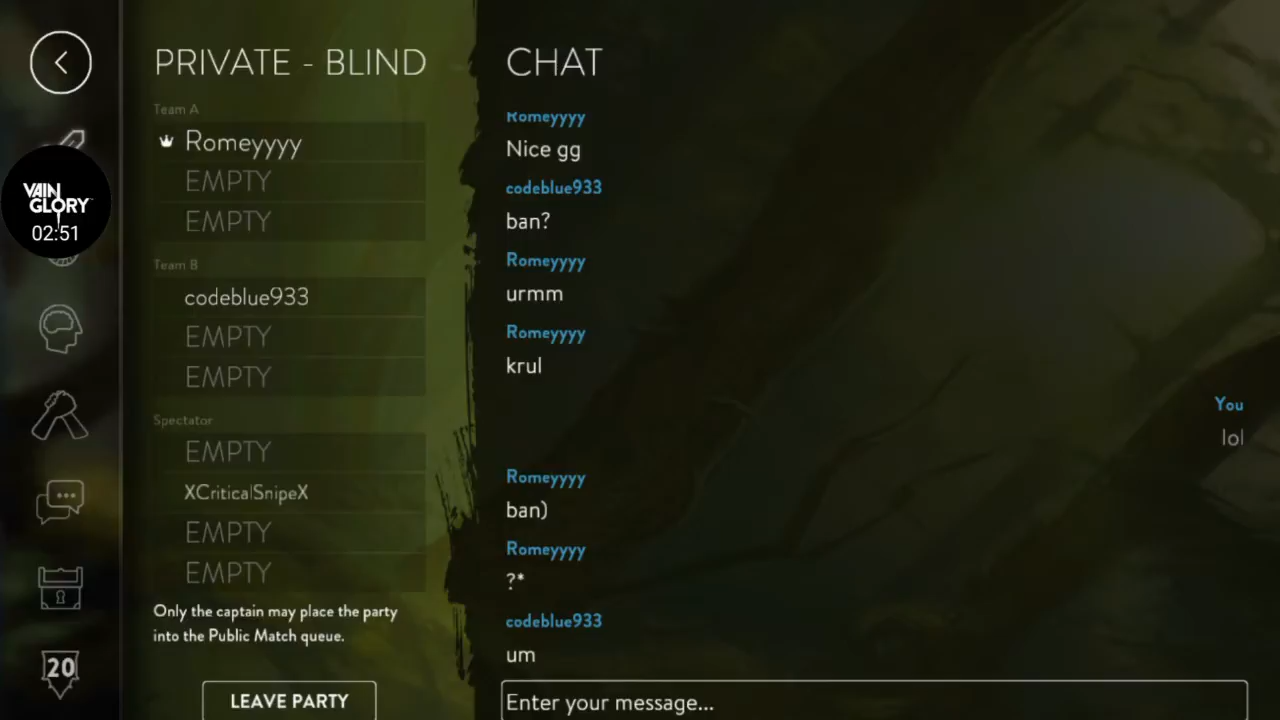 PRIVATE - BLIND
Team A
Romeyyyy
EMPTY
EMPTY
Team B
codeblue933
EMPTY
EMPTY
Spectator
EMPTY
XCriticalSnipeX
EMPTY
EMPTY
Only the captain may place the party
into the Public Match queue.
LEAVE PARTY
VAIN
GLORY
02:51
20
CHAT
Romeyyyy
Nice gg
codeblue933
ban?
Romeyyyy
urmm
Romeyyyy
krul
You
lol
Romeyyyy
ban)
Romeyyyy
?*
codeblue933
um
Enter your message...